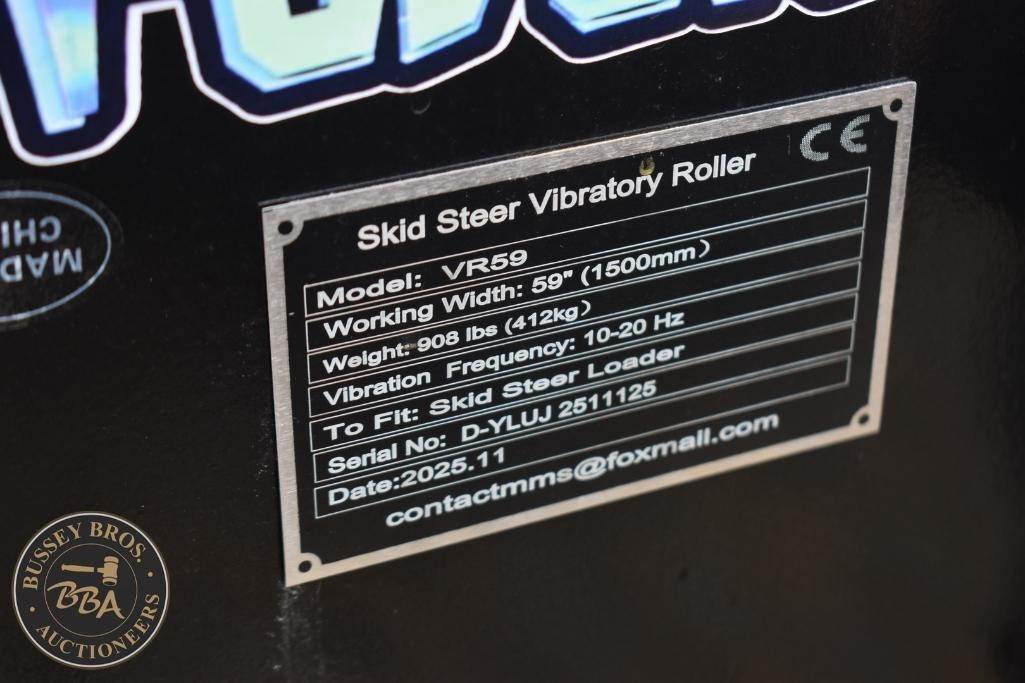 CE
Skid Steer Vibratory Roller
Model: VR59
Working Width: 59" (1500mm)
Weight: 908 lbs (412kg)
Vibration Frequency: 10-20 Hz
To Fit: Skid Steer Loader
Serial No: D-YLUJ 2511125
Date:2025.11
contactmms@foxmall.com
BUSSEY BROS.
BBA
AUCTIONEERS